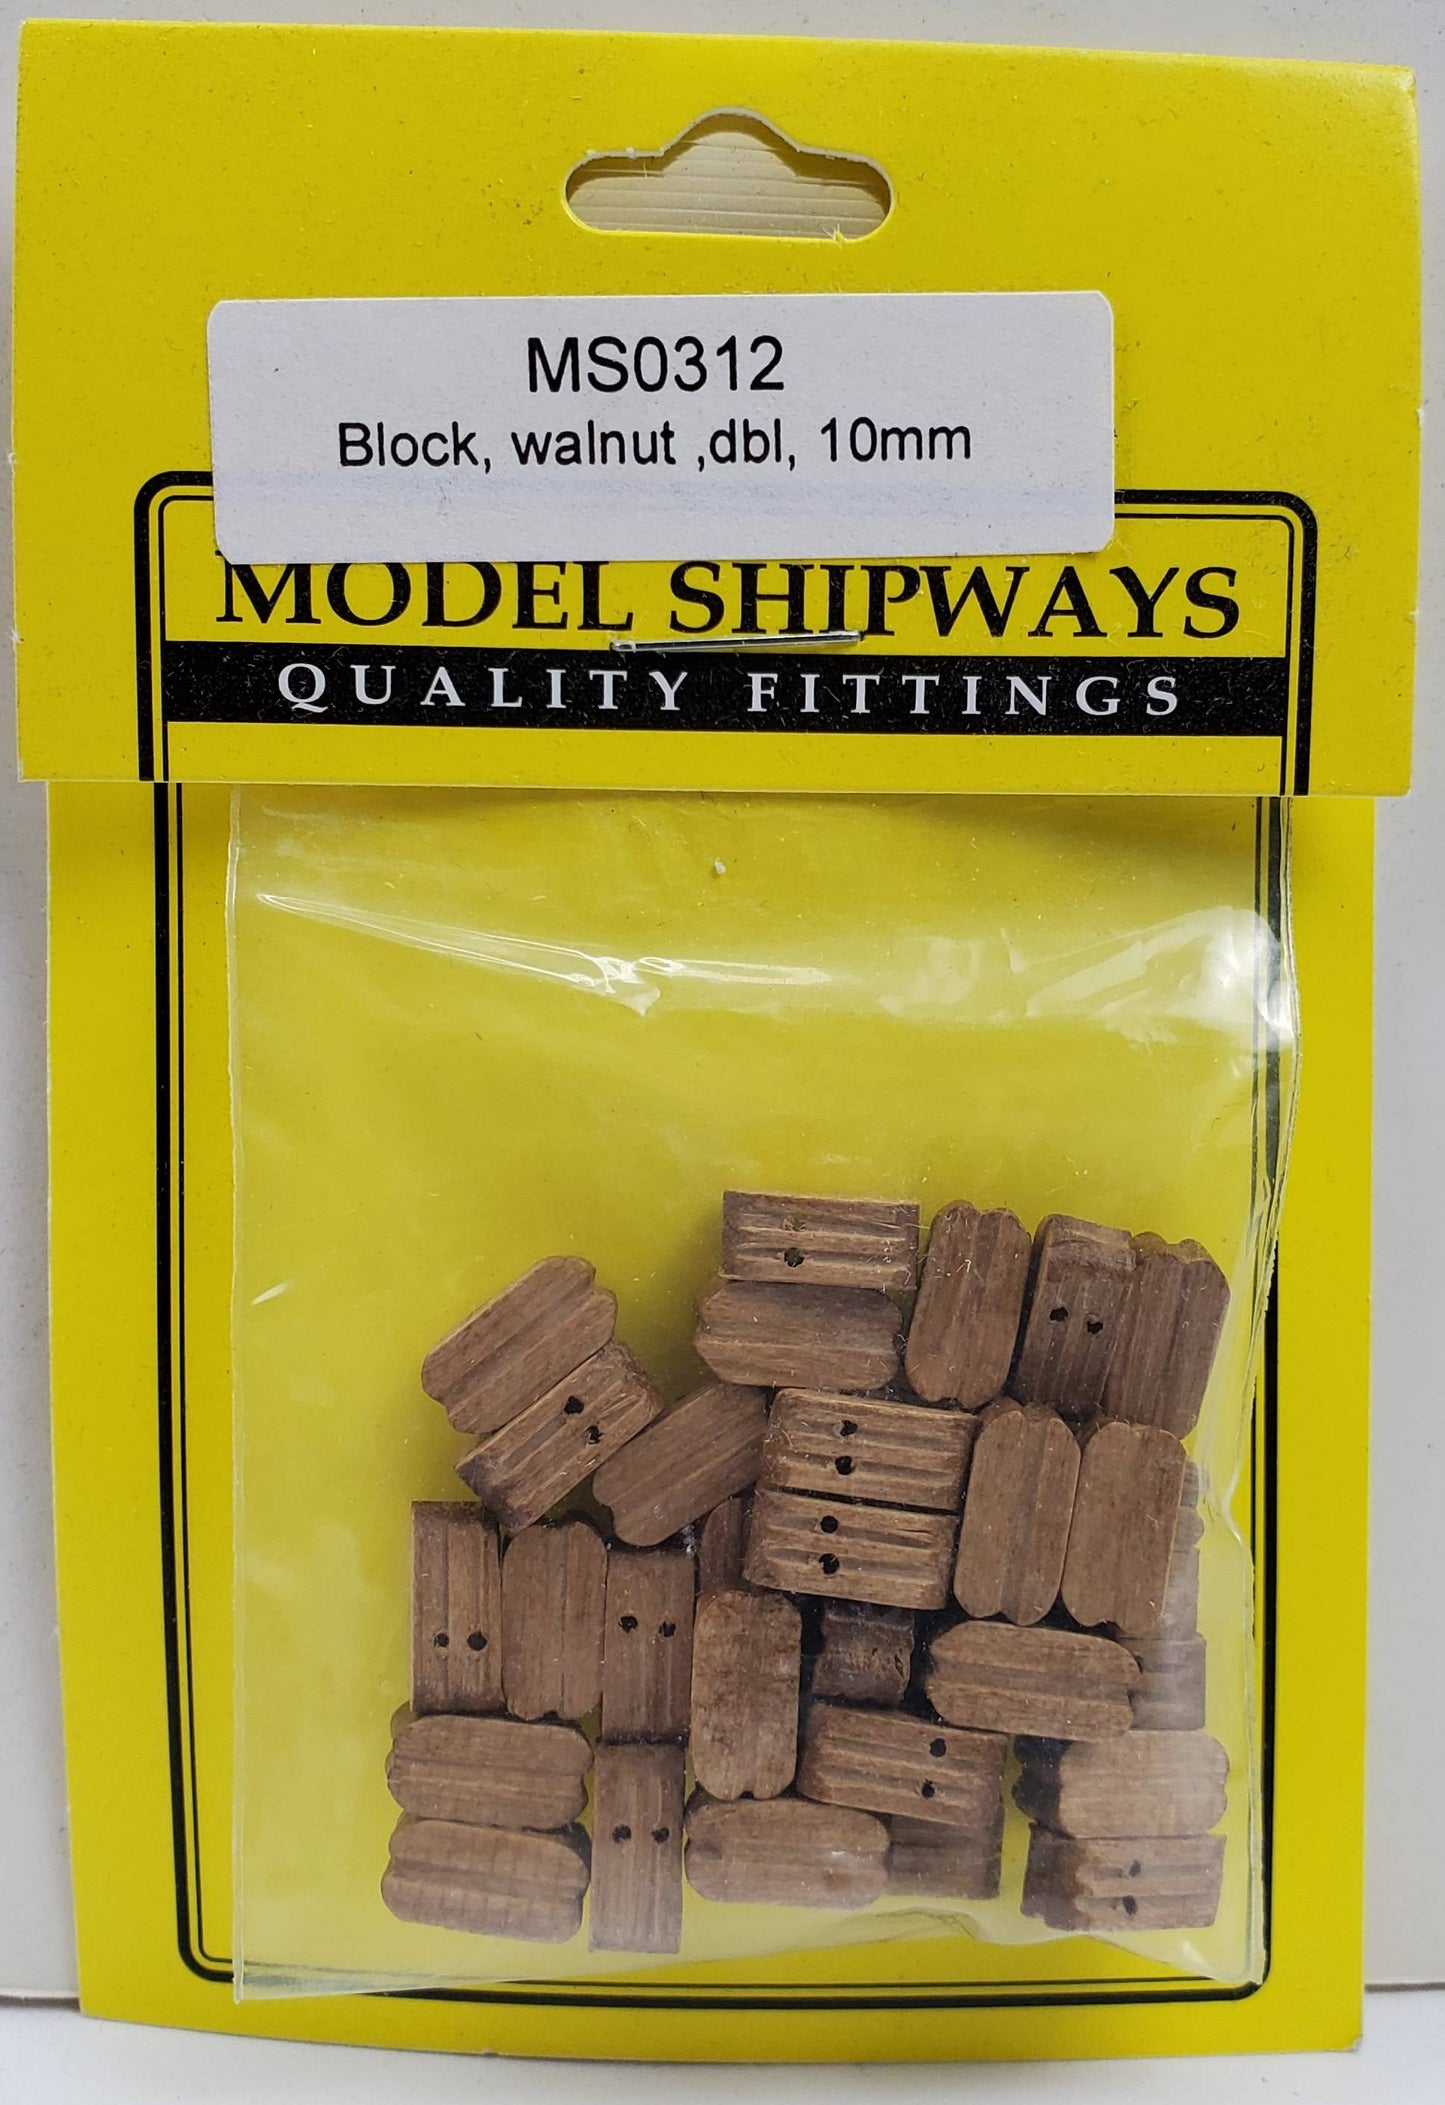 MS0312
Block, walnut ,dbl, 10mm
MODEL SHIPWAYS
QUALITY FITTINGS